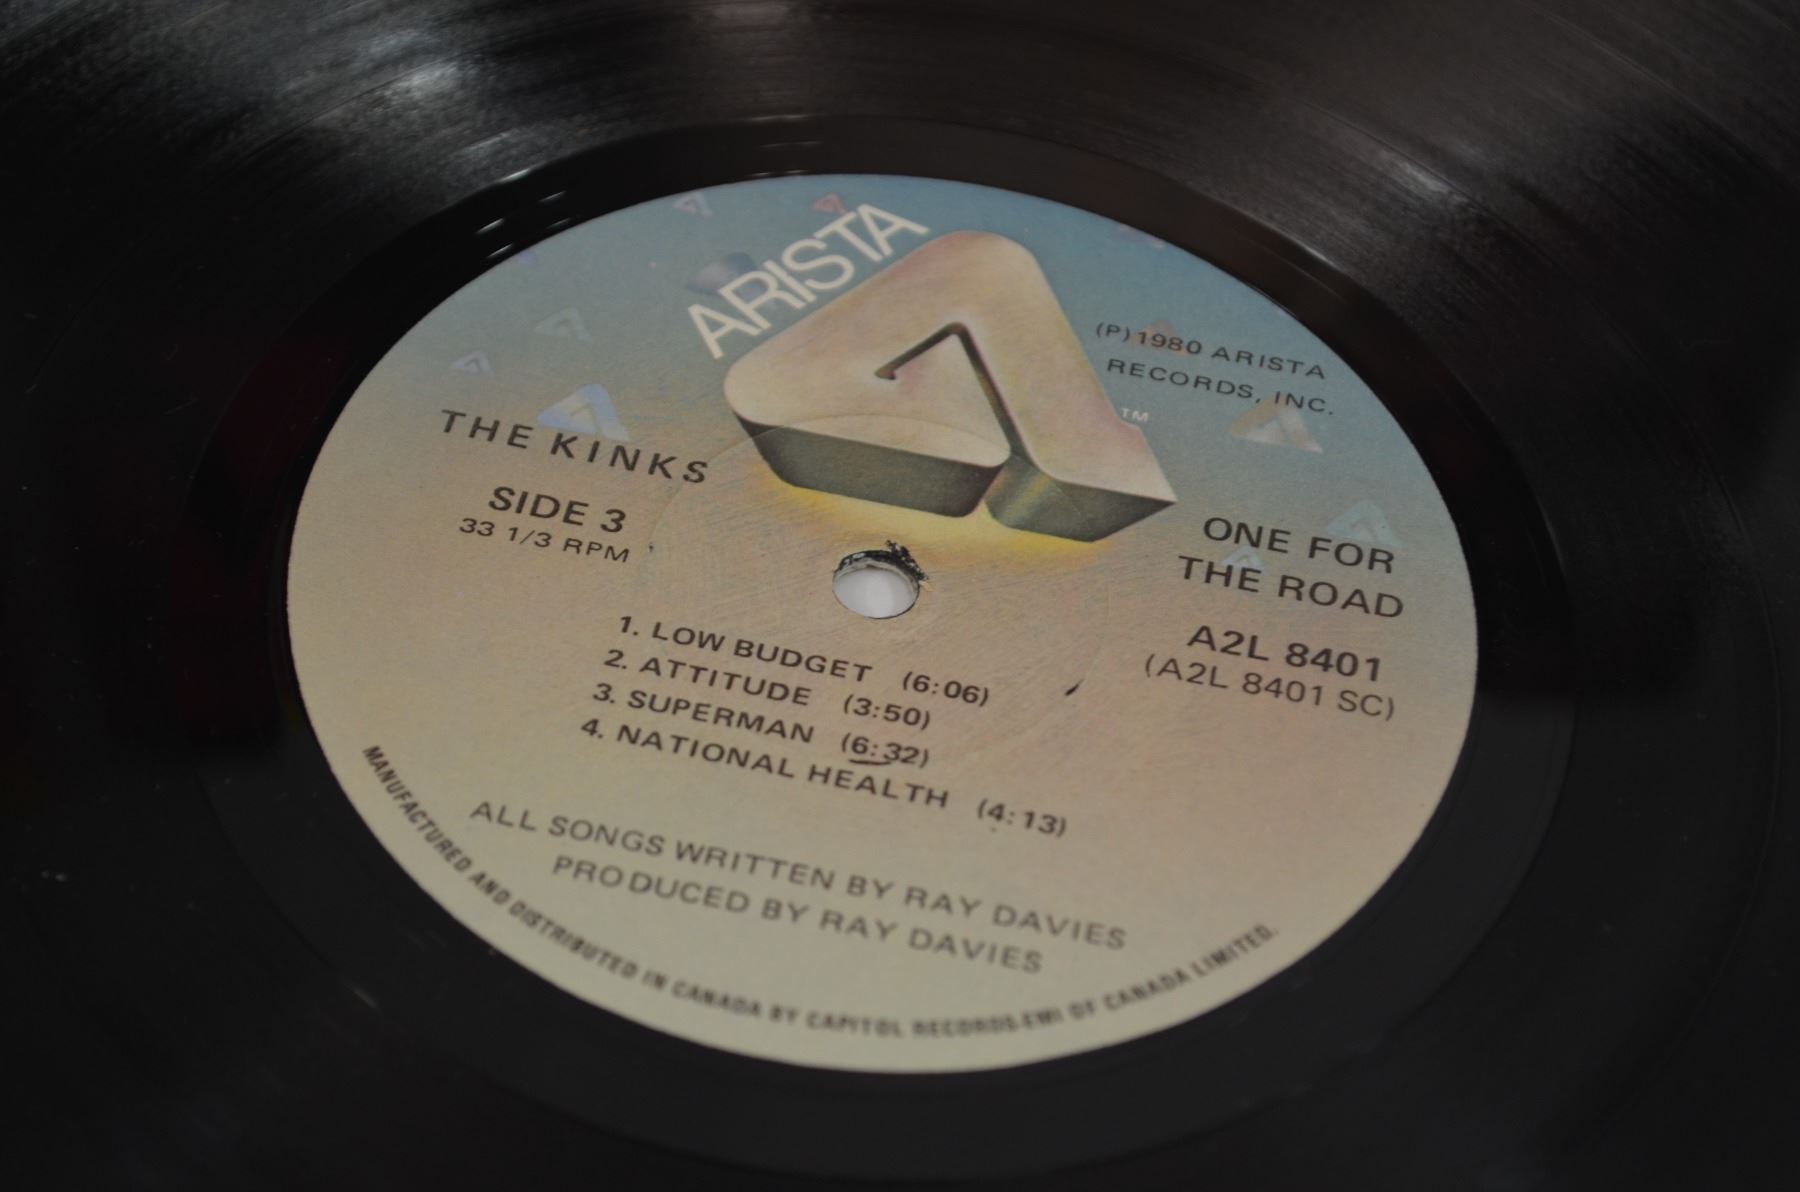 ARISTA
(P)1980 ARISTA
RECORDS, INC.
TM
THE KINKS
SIDE 3
33 1/3 RPM
ONE FOR
THE ROAD
A2L 8401
(A2L 8401 SC)
1. LOW BUDGET (6:06)
2. ATTITUDE (3:50)
3. SUPERMAN (6:32)
4. NATIONAL HEALTH (4:13)
ALL SONGS WRITTEN BY RAY DAVIES
PRODUCED BY RAY DAVIES
MANUFACTURED AND DISTRIBUTED IN CANADA BY CAPITOL RECORDS-EMI OF CANADA LIMITED.